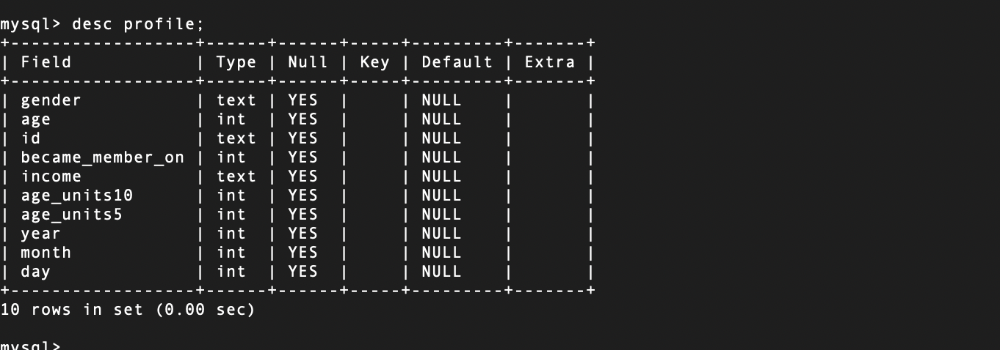 mysql> desc profile;
+------------------+------+------+-----+---------+-------+
| Field            | Type | Null | Key | Default | Extra |
+------------------+------+------+-----+---------+-------+
| gender           | text | YES  |     | NULL    |       |
| age              | int  | YES  |     | NULL    |       |
| id               | text | YES  |     | NULL    |       |
| became_member_on | int  | YES  |     | NULL    |       |
| income           | text | YES  |     | NULL    |       |
| age_units10      | int  | YES  |     | NULL    |       |
| age_units5       | int  | YES  |     | NULL    |       |
| year             | int  | YES  |     | NULL    |       |
| month            | int  | YES  |     | NULL    |       |
| day              | int  | YES  |     | NULL    |       |
+------------------+------+------+-----+---------+-------+
10 rows in set (0.00 sec)
mysql>